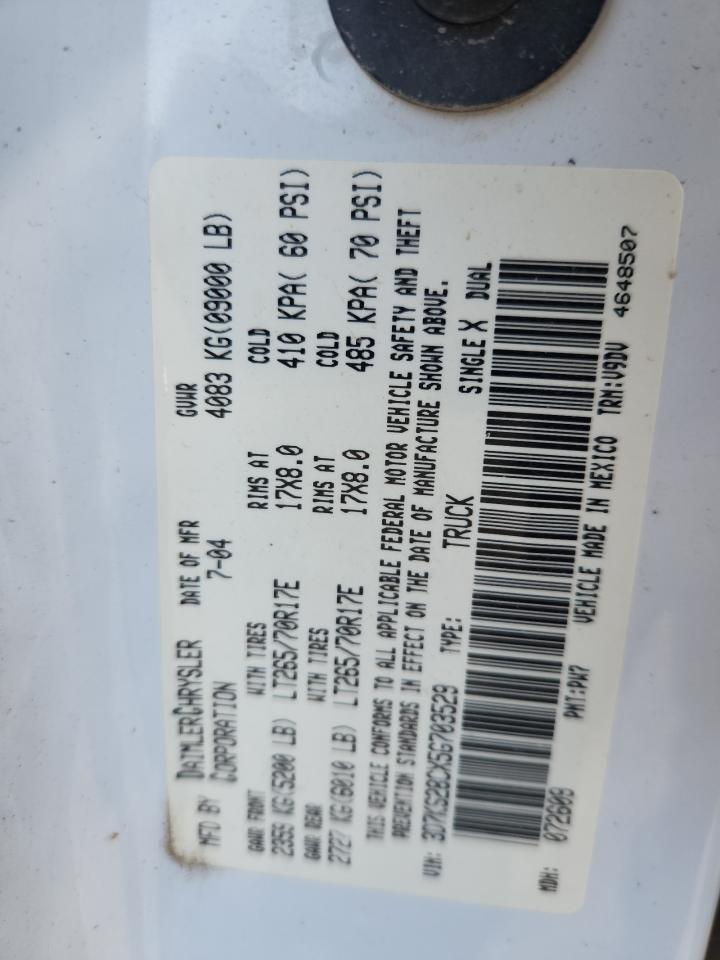 MFD BY DAIMLERCHRYSLER DATE OF MFR GVWR
CORPORATION 7-04 4083 KG(09000 LB)
GAWR FRONT WITH TIRES RIMS AT COLD
2359 KG(5200 LB) LT265/70R17E 17X8.0 410 KPA( 60 PSI)
GAWR REAR WITH TIRES RIMS AT COLD
2727 KG(6010 LB) LT265/70R17E 17X8.0 485 KPA( 70 PSI)
THIS VEHICLE CONFORMS TO ALL APPLICABLE FEDERAL MOTOR VEHICLE SAFETY AND THEFT
PREVENTION STANDARDS IN EFFECT ON THE DATE OF MANUFACTURE SHOWN ABOVE.
VIN: 3D7KS28CX5G703529 TYPE: TRUCK SINGLE X DUAL
MDH: 072609 PNT:PW7 VEHICLE MADE IN MEXICO TRM:V9DV 4648507